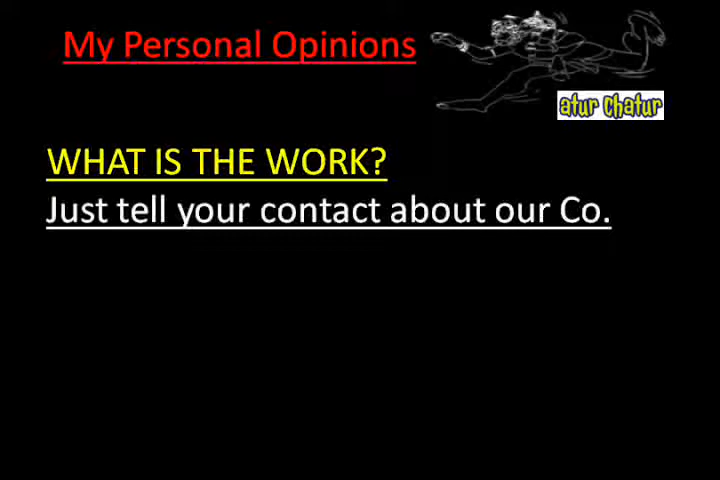 My Personal Opinions
atur chatur
WHAT IS THE WORK?
Just tell your contact about our Co.